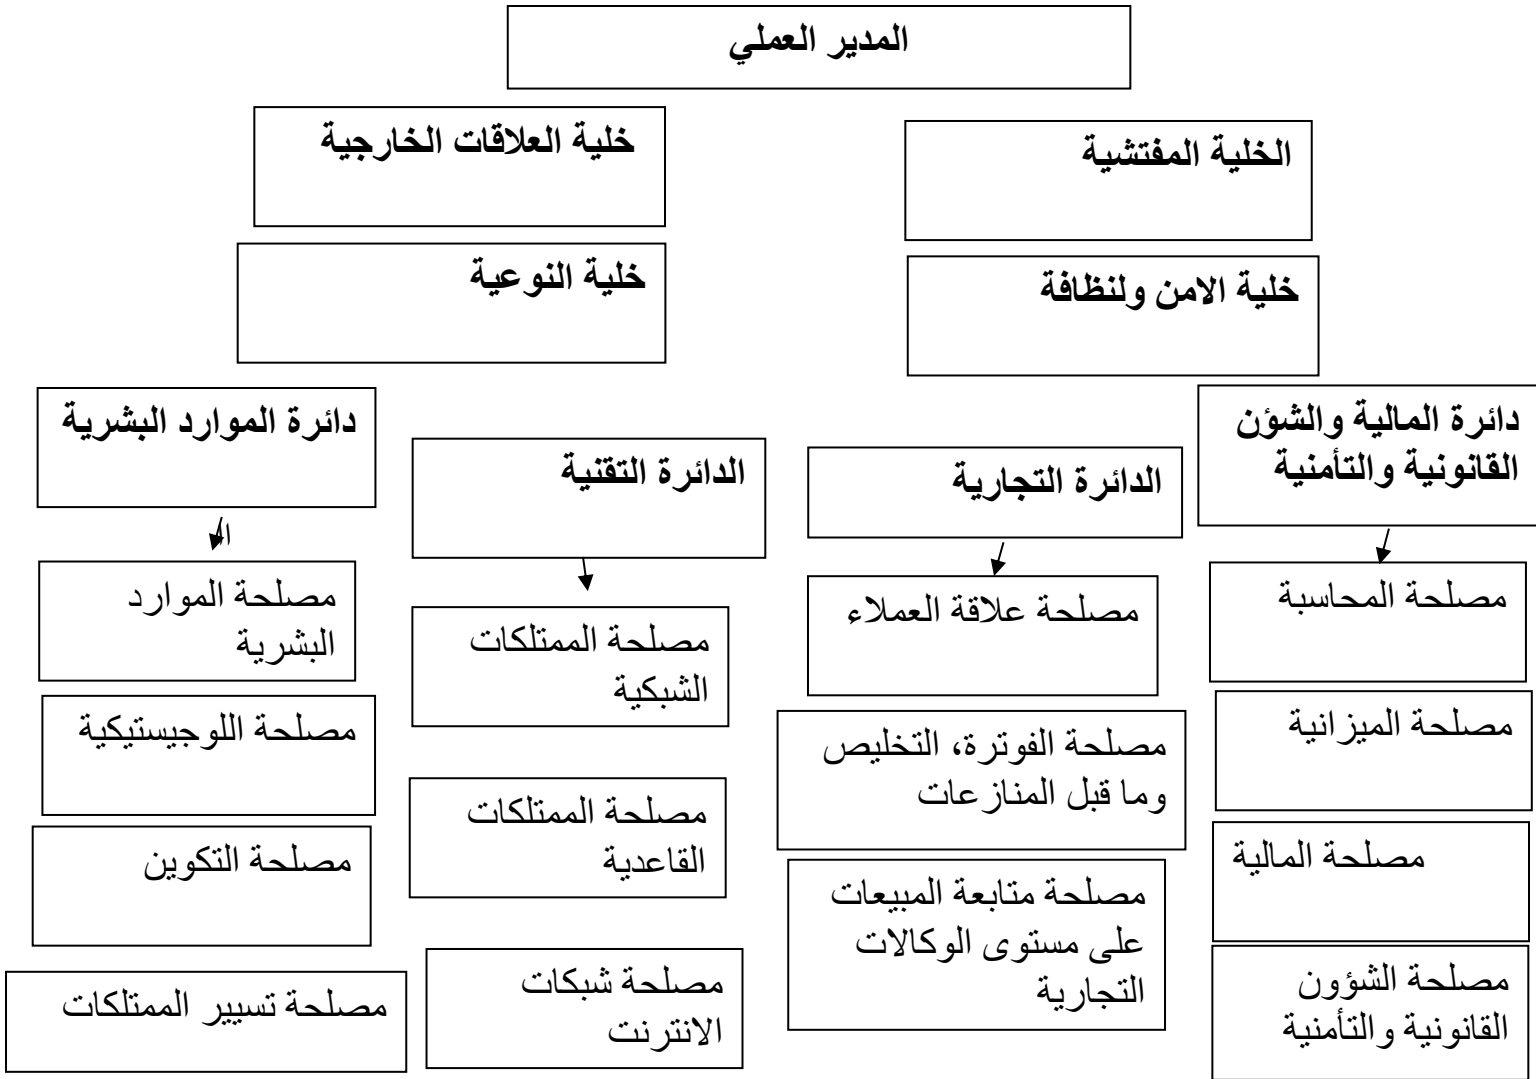 المدير العملي
الخلية المفتشية
خلية العلاقات الخارجية
خلية الامن ولنظافة
خلية النوعية
دائرة المالية والشؤن
القانونية والتأمنية
مصلحة المحاسبة
مصلحة الميزانية
مصلحة المالية
مصلحة الشؤون
القانونية والتأمنية
الدائرة التجارية
مصلحة علاقة العملاء
مصلحة الفوترة، التخليص
وما قبل المنازعات
مصلحة متابعة المبيعات
على مستوى الوكالات
التجارية
الدائرة التقنية
مصلحة الممتلكات
الشبكية
مصلحة الممتلكات
القاعدية
مصلحة شبكات
الانترنت
دائرة الموارد البشرية
ا
مصلحة الموارد
البشرية
مصلحة اللوجيستيكية
مصلحة التكوين
مصلحة تسيير الممتلكات